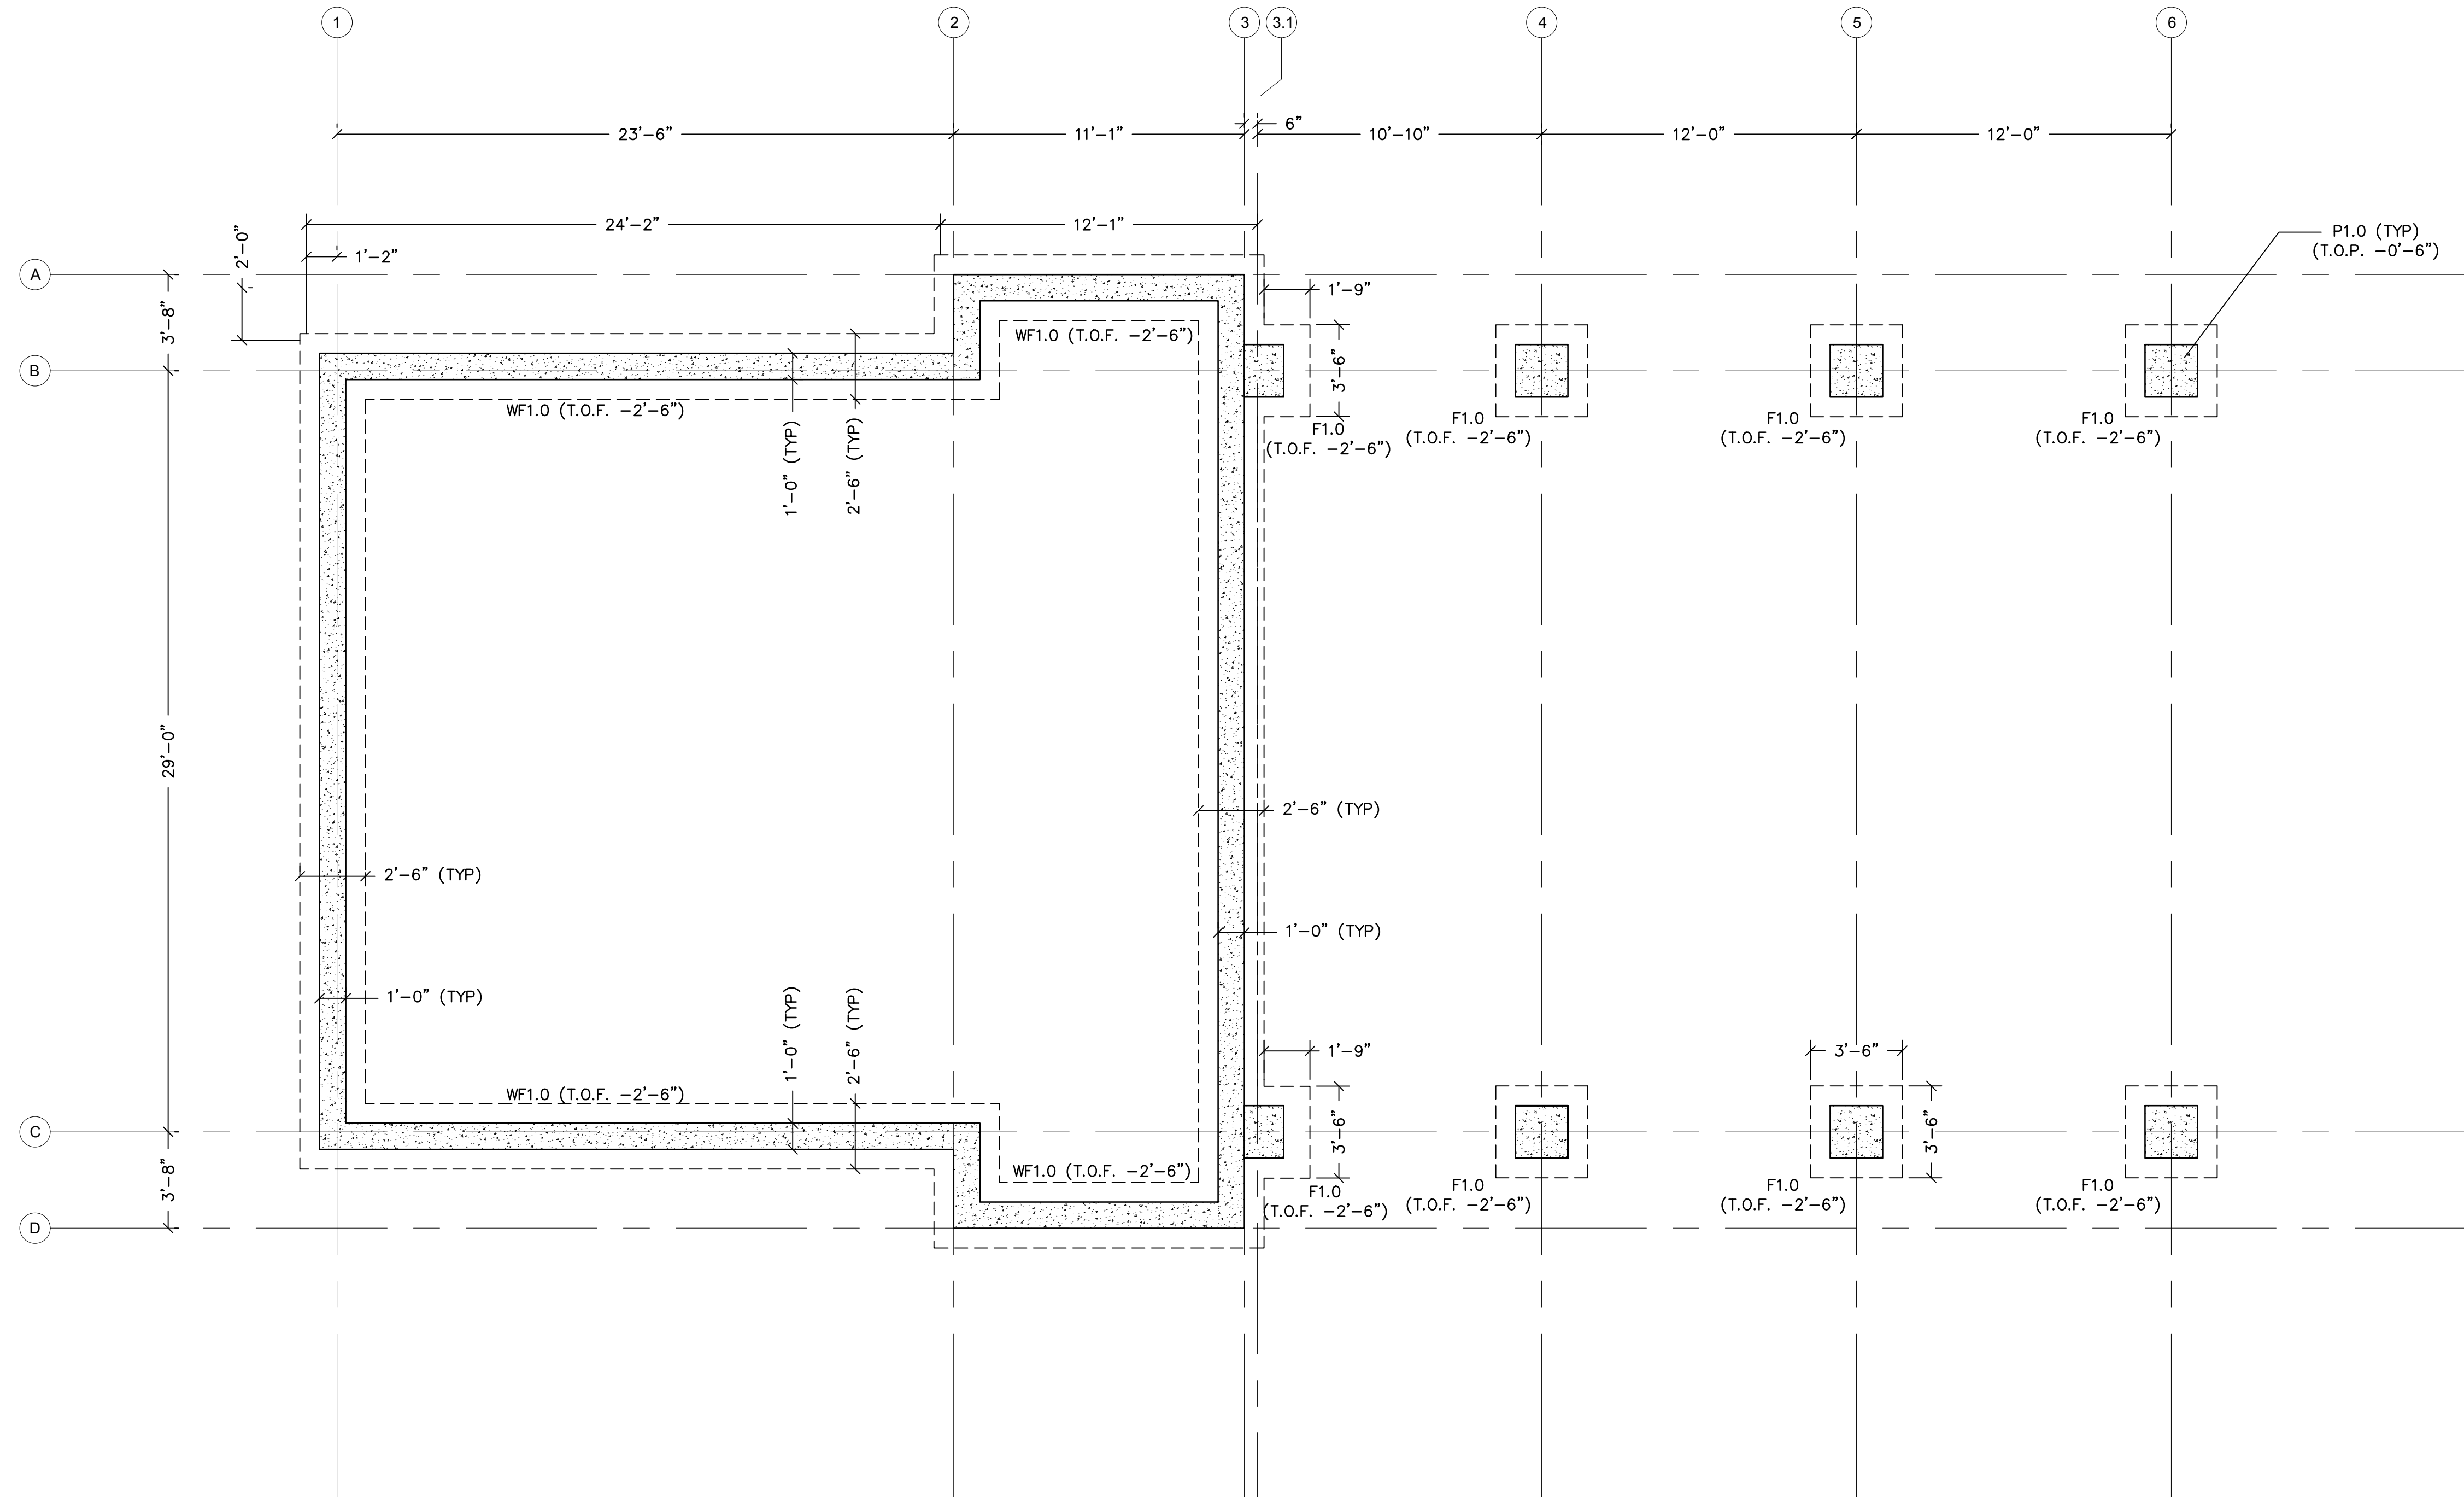 1
2
3
3.1
4
5
6
23'-6"
11'-1"
6"
10'-10"
12'-0"
12'-0"
24'-2"
12'-1"
2'-0"
1'-2"
P1.0 (TYP)
(T.O.P. -0'-6")
A
3'-8"
1'-9"
WF1.0 (T.O.F. -2'-6")
B
3'-6"
WF1.0 (T.O.F. -2'-6")
1'-0" (TYP)
2'-6" (TYP)
F1.0
(T.O.F. -2'-6")
F1.0
(T.O.F. -2'-6")
F1.0
(T.O.F. -2'-6")
F1.0
(T.O.F. -2'-6")
29'-0"
2'-6" (TYP)
2'-6" (TYP)
1'-0" (TYP)
1'-0" (TYP)
1'-0" (TYP)
2'-6" (TYP)
1'-9"
3'-6"
WF1.0 (T.O.F. -2'-6")
C
3'-6"
3'-6"
3'-8"
WF1.0 (T.O.F. -2'-6")
F1.0
(T.O.F. -2'-6")
F1.0
(T.O.F. -2'-6")
F1.0
(T.O.F. -2'-6")
F1.0
(T.O.F. -2'-6")
D